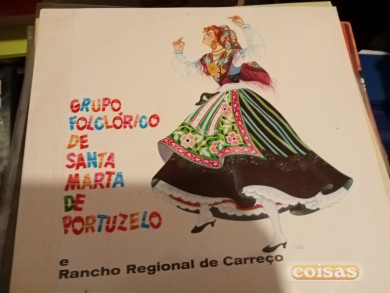 GRUPO
FOLCLÓRICO
DE
SANTA
MARTA
DE
PORTUZELO
e
Rancho Regional de Carreço
coisas